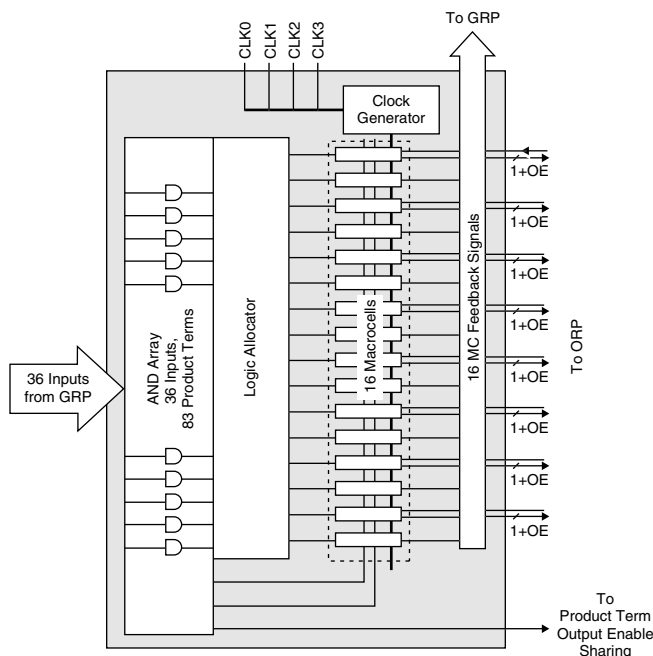 To GRP
CLK0
CLK1
CLK2
CLK3
Clock
Generator
1+OE
1+OE
1+OE
1+OE
1+OE
1+OE
1+OE
1+OE
36 Inputs
from GRP
AND Array
36 Inputs,
83 Product Terms
Logic Allocator
16 Macrocells
16 MC Feedback Signals
To ORP
To
Product Term
Output Enable
Sharing